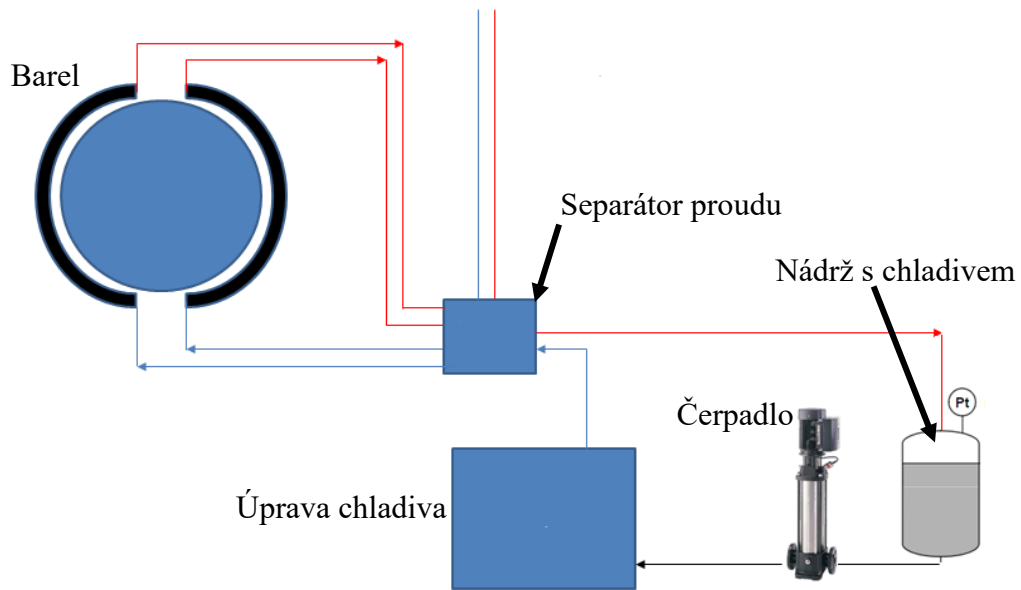 Barel
Separátor proudu
Nádrž s chladivem
Pt
Čerpadlo
Úprava chladiva